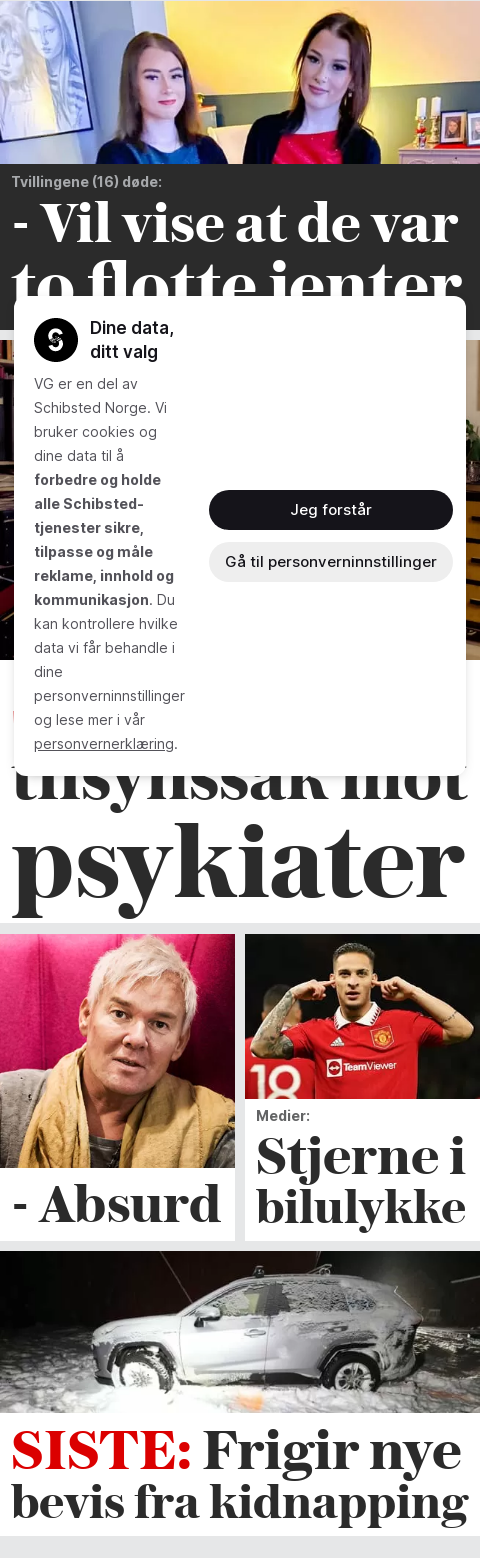 Tvillingene (16) døde:
- Vil vise at de var
to flotte jenter
Dine data,
ditt valg
VG er en del av
Schibsted Norge. Vi
bruker cookies og
dine data til å
forbedre og holde
alle Schibsted-
tjenester sikre,
tilpasse og måle
reklame, innhold og
kommunikasjon. Du
kan kontrollere hvilke
data vi får behandle i
dine
personverninnstillinger
og lese mer i vår
personvernerklæring.
Jeg forstår
Gå til personverninnstillinger
tilsynssak mot
psykiater
18
TeamViewer
- Absurd
Medier:
Stjerne i
bilulykke
SISTE: Frigir nye
bevis fra kidnapping